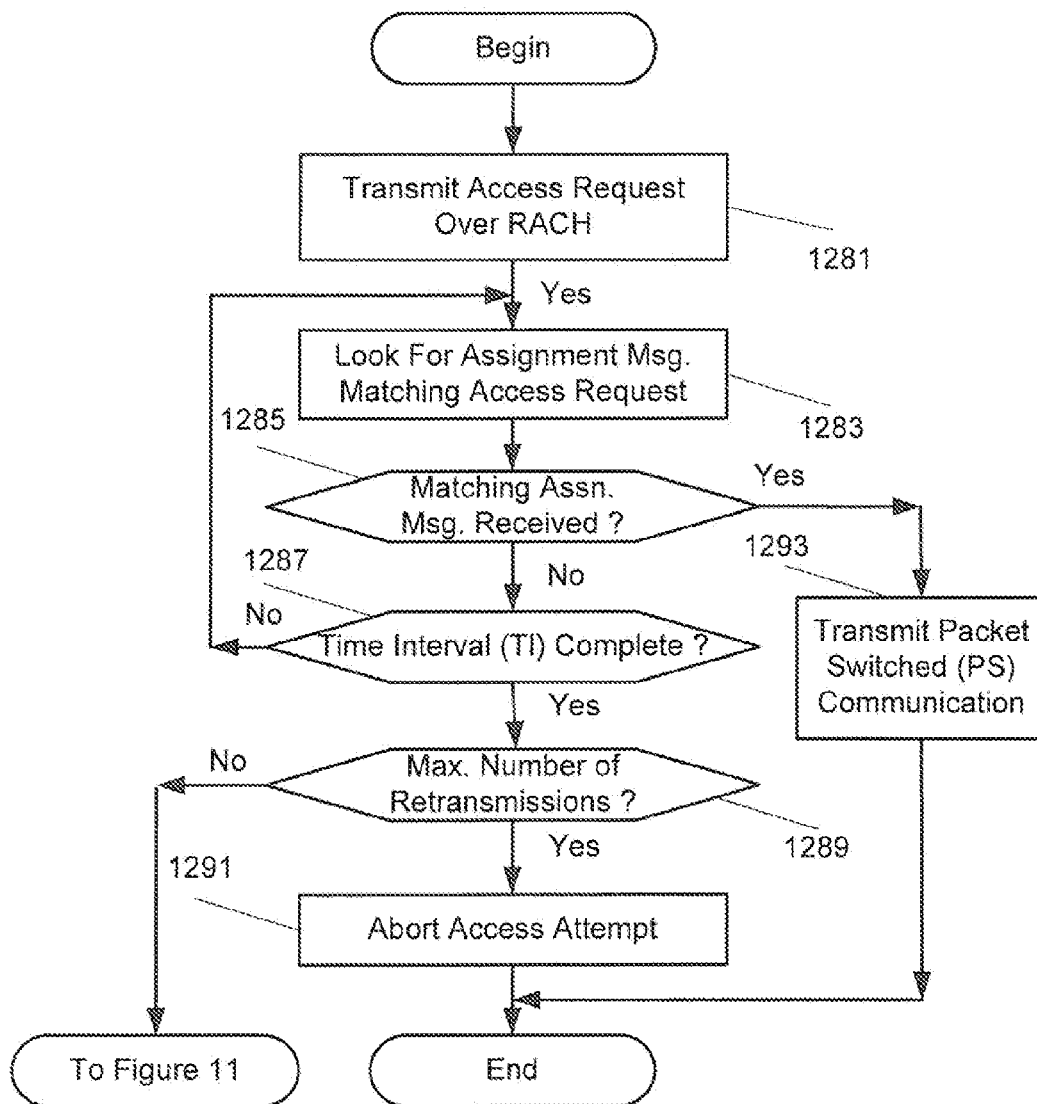 Begin
Transmit Access Request
Over RACH
1281
Yes
Look For Assignment Msg.
Matching Access Request
1283
1285
Matching Assn.
Msg. Received ?
Yes
1287
No
1293
No
Time Interval (TI) Complete ?
Transmit Packet
Switched (PS)
Communication
Yes
No
Max. Number of
Retransmissions ?
1289
Yes
1291
Abort Access Attempt
To Figure 11
End